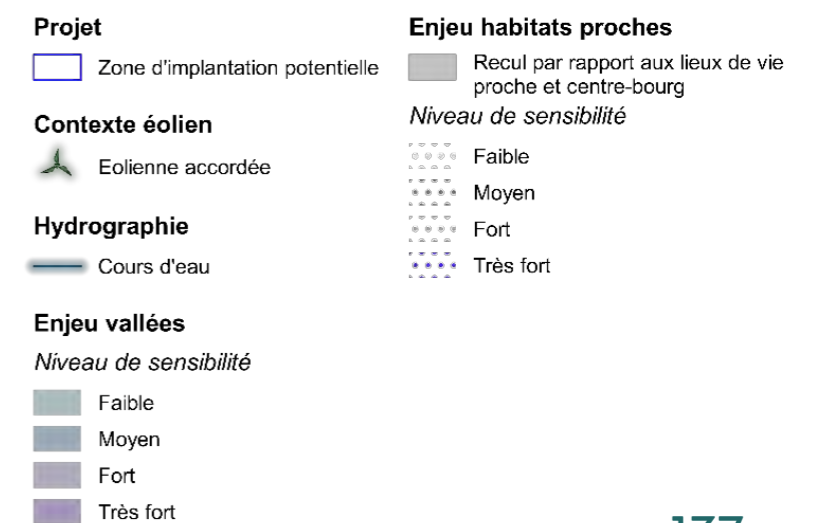 Projet
Zone d'implantation potentielle
Contexte éolien
Eolienne accordée
Hydrographie
Cours d'eau
Enjeu vallées
Niveau de sensibilité
Faible
Moyen
Fort
Très fort
Enjeu habitats proches
Recul par rapport aux lieux de vie
proche et centre-bourg
Niveau de sensibilité
Faible
Moyen
Fort
Très fort